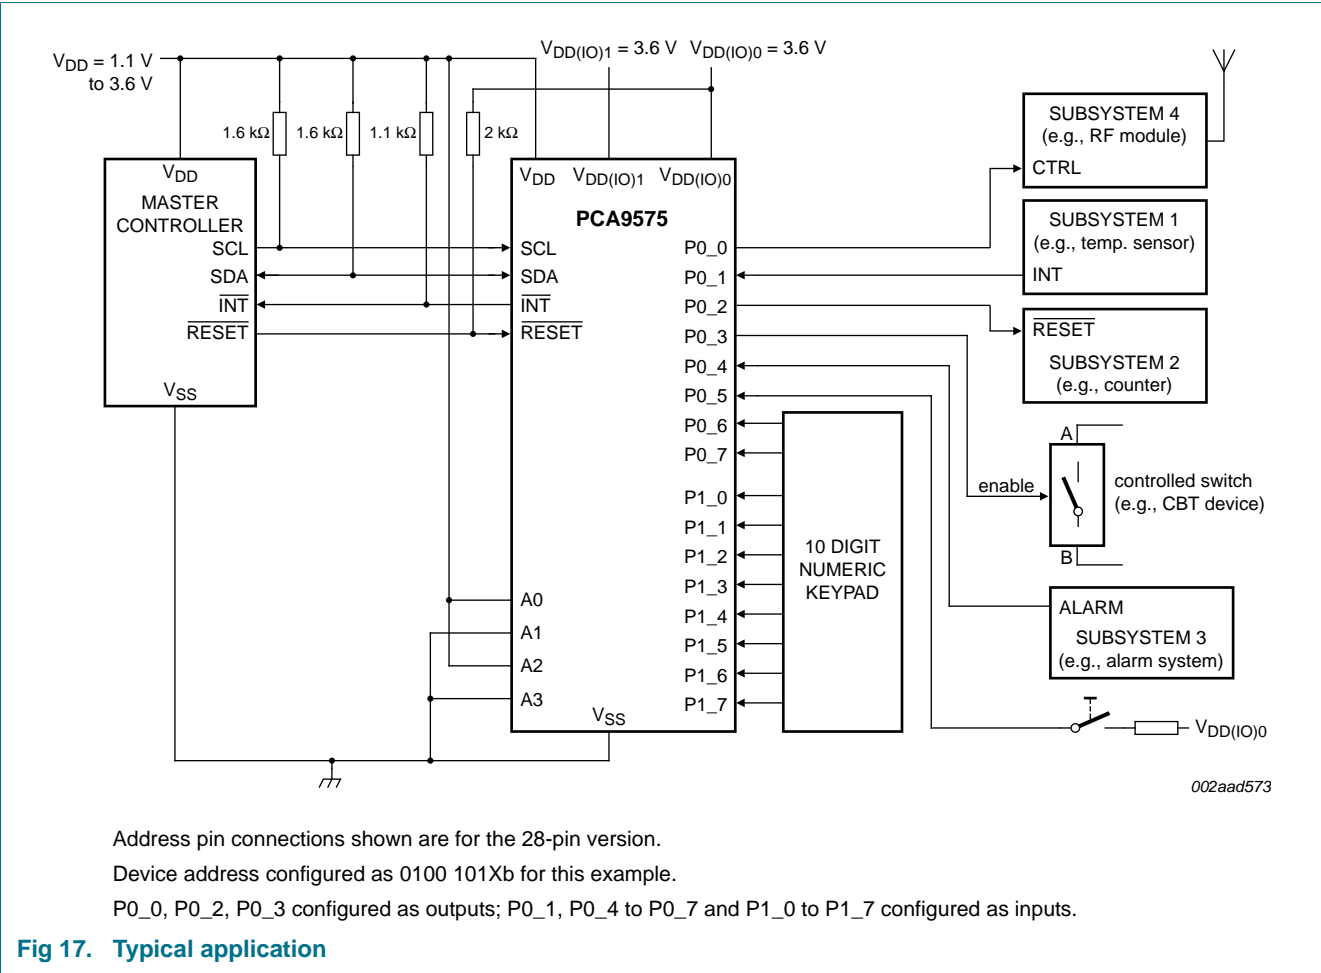 VDD = 1.1 V
to 3.6 V
VDD(IO)1 = 3.6 V
VDD(IO)0 = 3.6 V
1.6 kΩ
1.6 kΩ
1.1 kΩ
2 kΩ
VDD
MASTER
CONTROLLER
SCL
SDA
INT
RESET
VSS
VDD
VDD(IO)1
VDD(IO)0
PCA9575
SCL
SDA
INT
RESET
A0
A1
A2
A3
VSS
P0_0
P0_1
P0_2
P0_3
P0_4
P0_5
P0_6
P0_7
P1_0
P1_1
P1_2
P1_3
P1_4
P1_5
P1_6
P1_7
10 DIGIT
NUMERIC
KEYPAD
SUBSYSTEM 4
(e.g., RF module)
CTRL
SUBSYSTEM 1
(e.g., temp. sensor)
INT
RESET
SUBSYSTEM 2
(e.g., counter)
A
enable
B
controlled switch
(e.g., CBT device)
ALARM
SUBSYSTEM 3
(e.g., alarm system)
VDD(IO)0
002aad573
Address pin connections shown are for the 28-pin version.
Device address configured as 0100 101Xb for this example.
P0_0, P0_2, P0_3 configured as outputs; P0_1, P0_4 to P0_7 and P1_0 to P1_7 configured as inputs.
Fig 17. Typical application